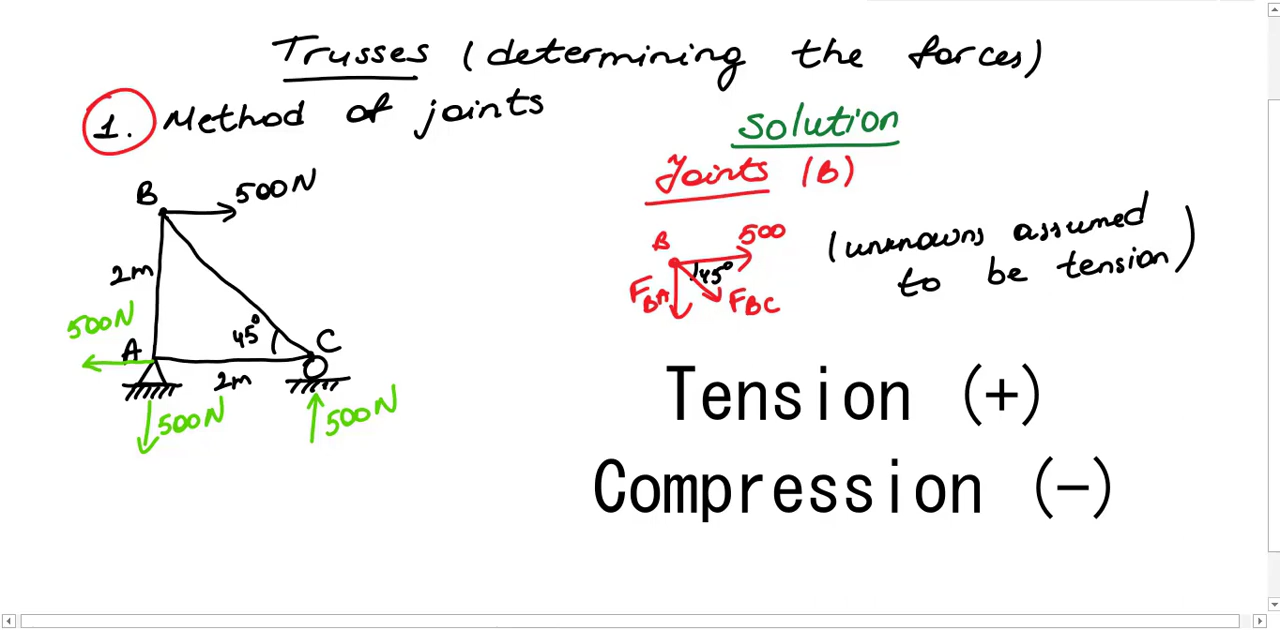 Trusses (determining the forces)
1. Method of joints
Solution
Joints (B)
B
500N
2m
500N
A
45°
C
2m
500N
500N
B
500
45°
FBA
FBC
(unknowns assumed
to be tension)
Tension (+)
Compression (-)